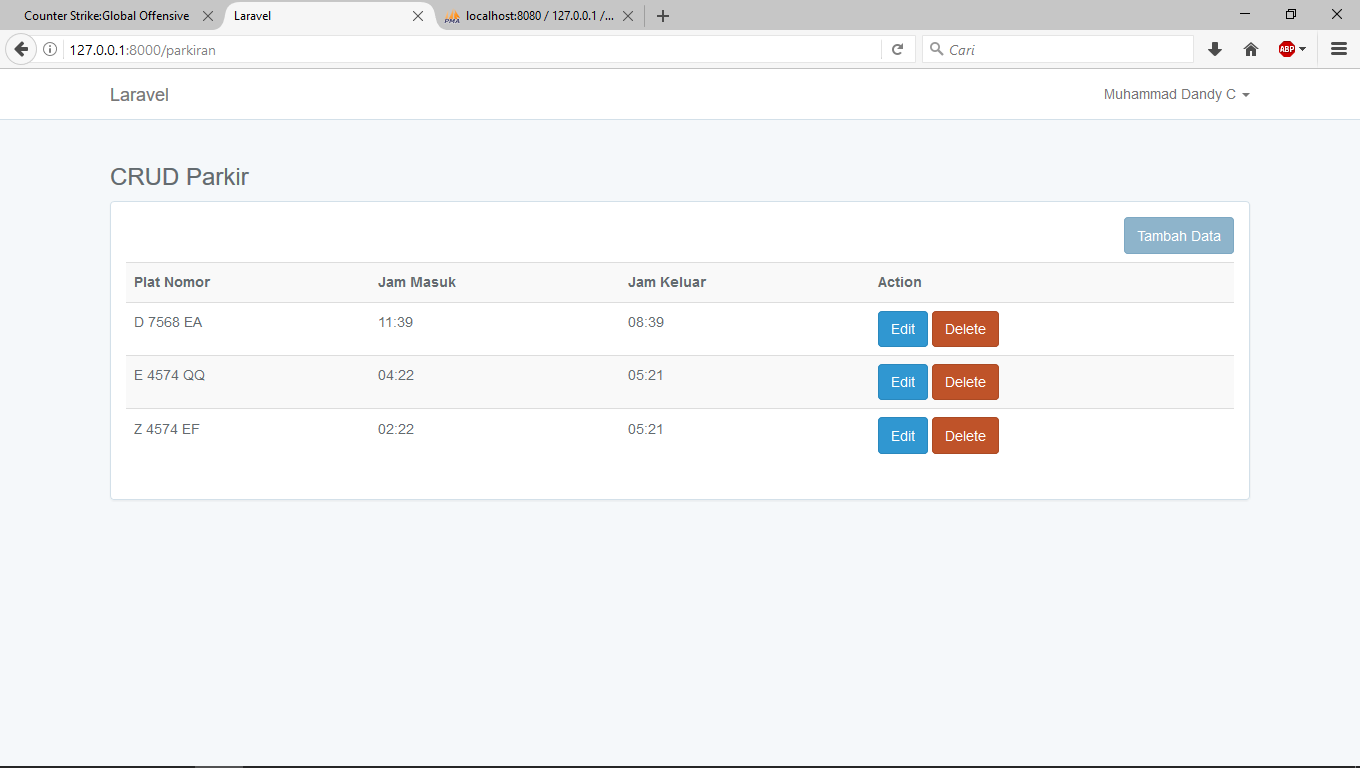 Counter Strike:Global Offensive Laravel PMA localhost:8080 / 127.0.0.1 /...
127.0.0.1:8000/parkiran Cari ABP
Laravel Muhammad Dandy C
CRUD Parkir
Tambah Data
Plat Nomor Jam Masuk Jam Keluar Action
D 7568 EA 11:39 08:39 Edit Delete
E 4574 QQ 04:22 05:21 Edit Delete
Z 4574 EF 02:22 05:21 Edit Delete